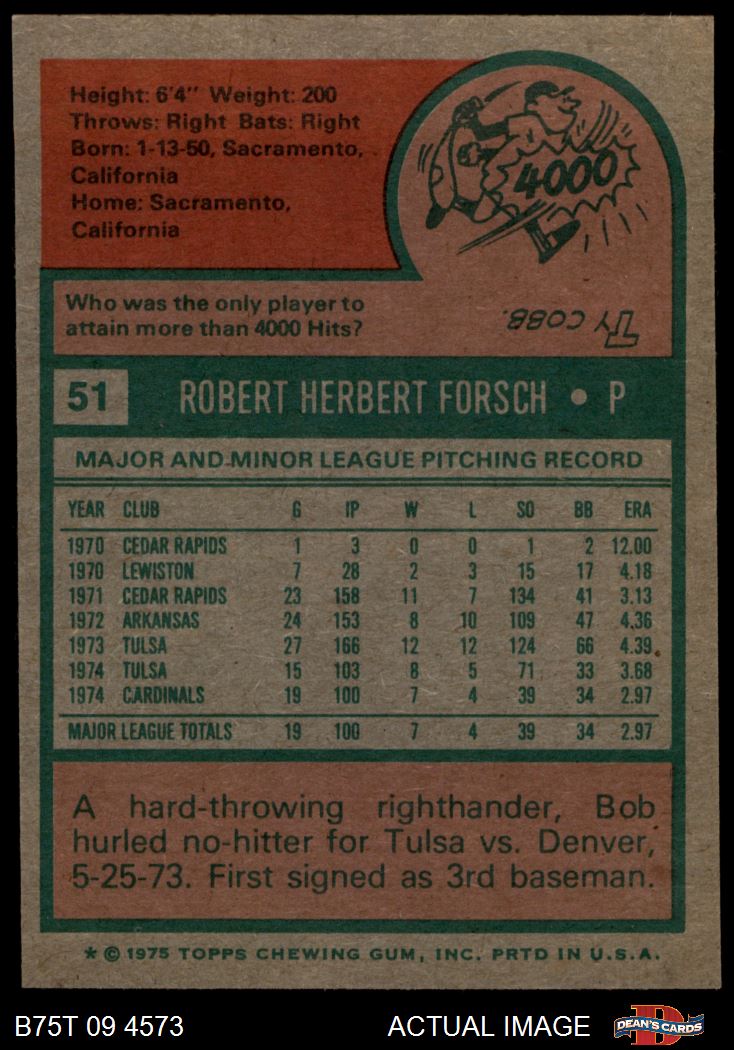 Height: 6'4" Weight: 200
Throws: Right Bats: Right
Born: 1-13-50, Sacramento,
California
Home: Sacramento,
California
4000
Who was the only player to
attain more than 4000 Hits?
TY COBB.
51 ROBERT HERBERT FORSCH • P
MAJOR AND MINOR LEAGUE PITCHING RECORD
YEAR CLUB G IP W L SO BB ERA
1970 CEDAR RAPIDS 1 3 0 0 1 2 12.00
1970 LEWISTON 7 28 2 3 15 17 4.18
1971 CEDAR RAPIDS 23 158 11 7 134 41 3.13
1972 ARKANSAS 24 153 8 10 109 47 4.36
1973 TULSA 27 166 12 12 124 66 4.39
1974 TULSA 15 103 8 5 71 33 3.68
1974 CARDINALS 19 100 7 4 39 34 2.97
MAJOR LEAGUE TOTALS 19 100 7 4 39 34 2.97
A hard-throwing righthander, Bob
hurled no-hitter for Tulsa vs. Denver,
5-25-73. First signed as 3rd baseman.
* © 1975 TOPPS CHEWING GUM, INC. PRTD IN U.S.A.
B75T 09 4573 ACTUAL IMAGE D DEAN'S CARDS